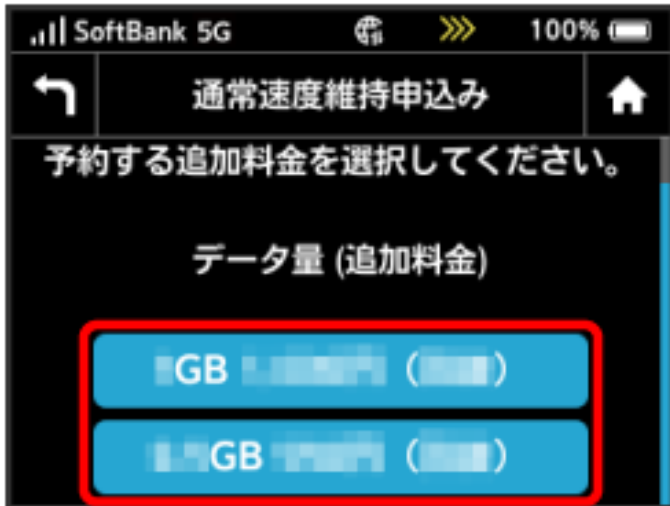 SoftBank 5G 100%
通常速度維持申込み
予約する追加料金を選択してください。
データ量 (追加料金)
GB ( )
GB ( )